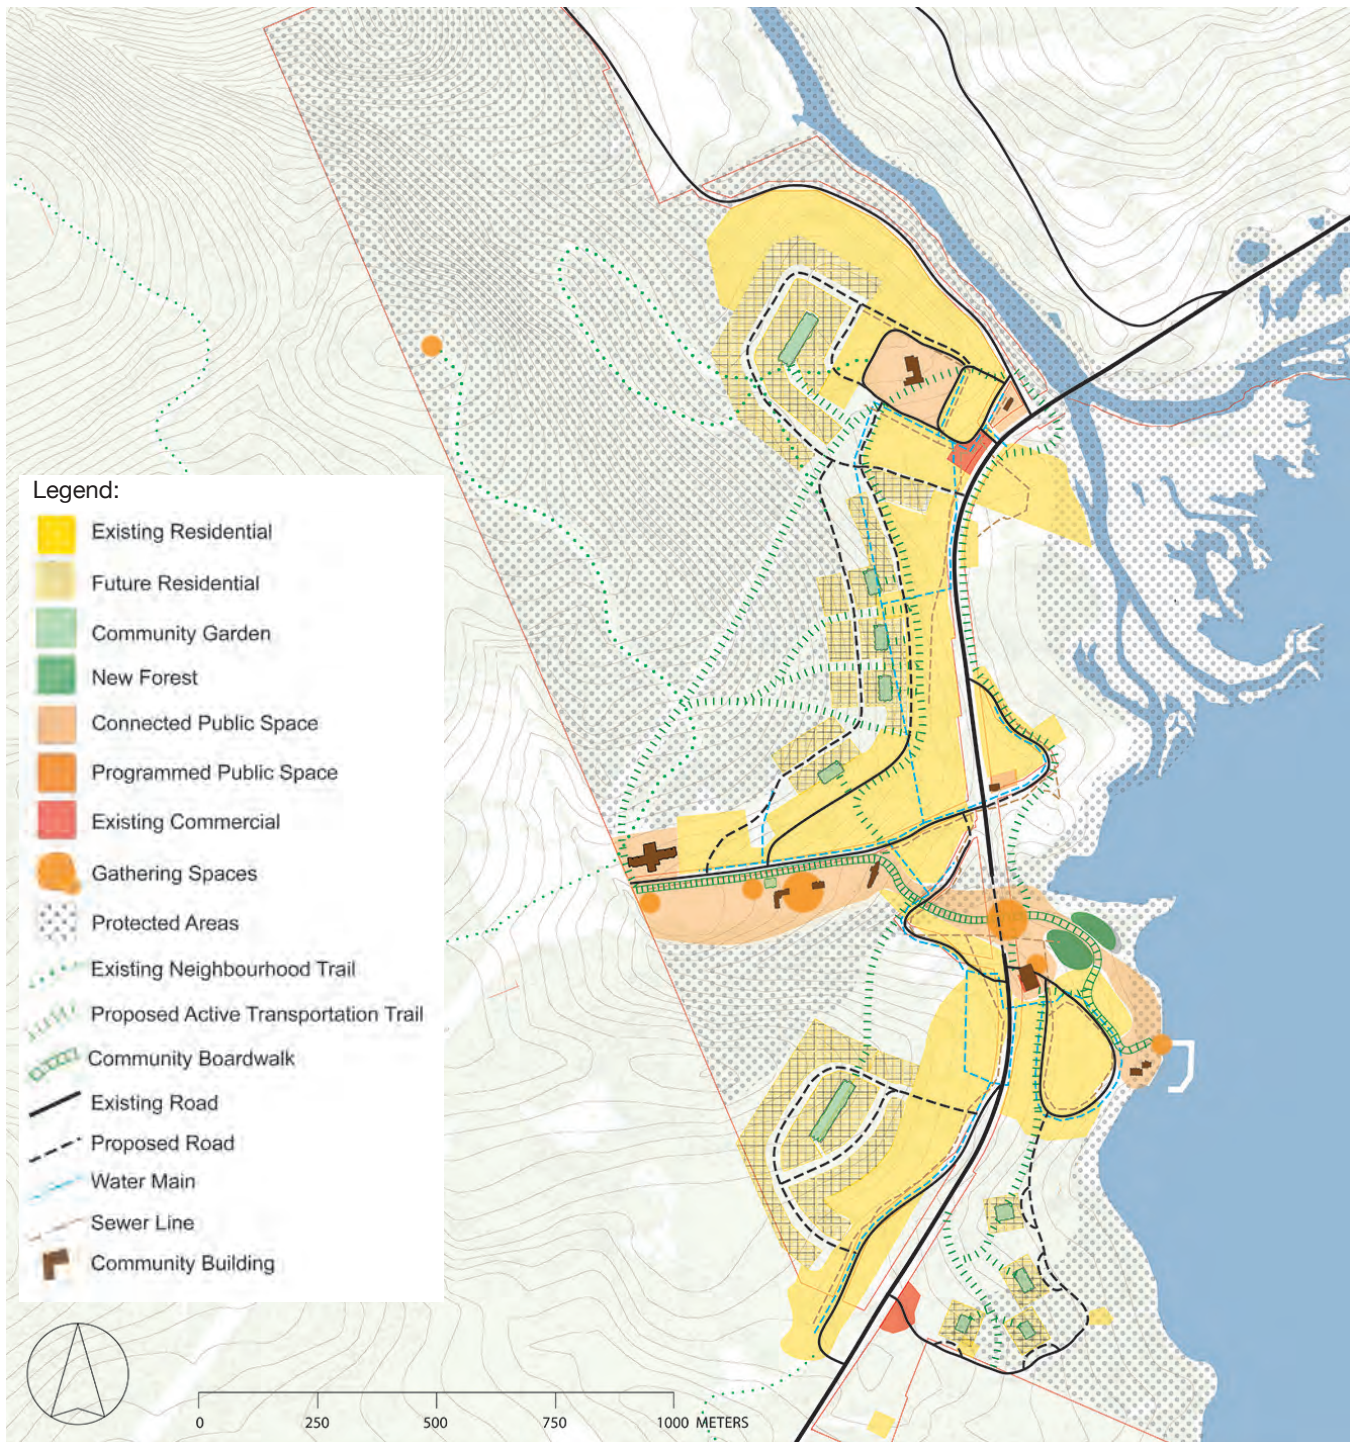 Legend:
Existing Residential
Future Residential
Community Garden
New Forest
Connected Public Space
Programmed Public Space
Existing Commercial
Gathering Spaces
Protected Areas
Existing Neighbourhood Trail
Proposed Active Transportation Trail
Community Boardwalk
Existing Road
Proposed Road
Water Main
Sewer Line
Community Building
0 250 500 750 1000 METERS